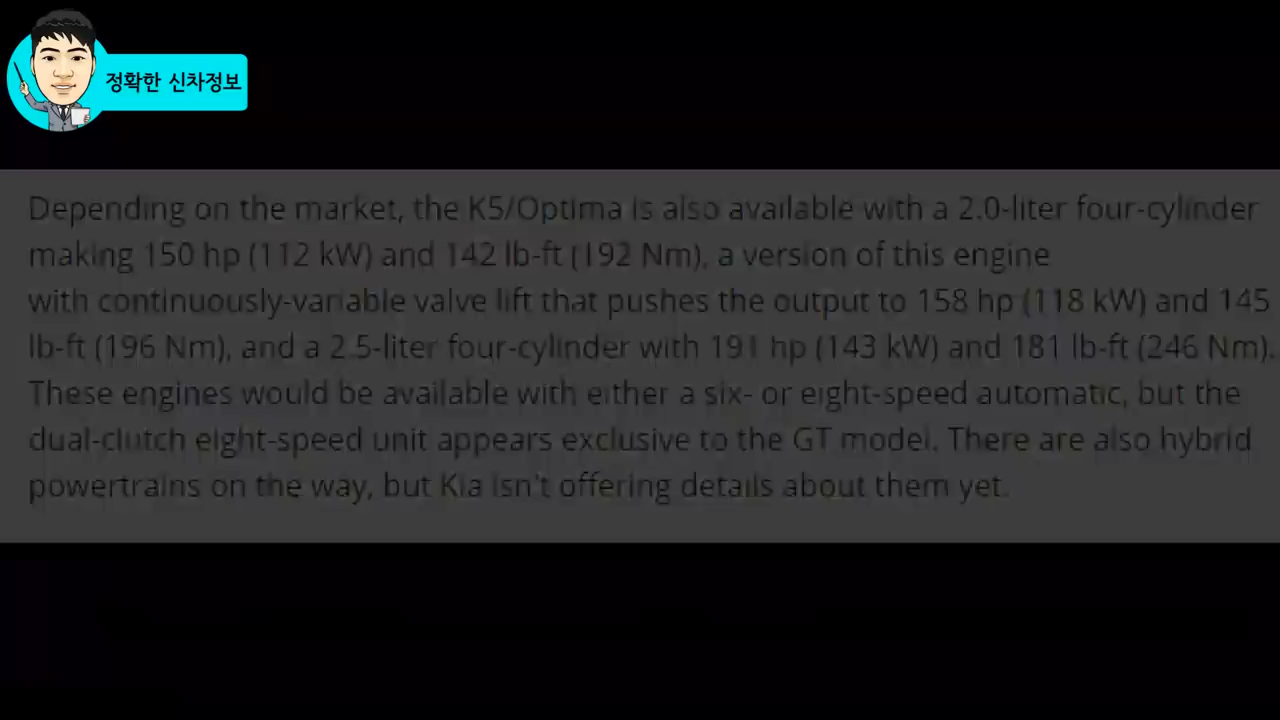 정확한 신차정보
Depending on the market, the K5/Optima is also available with a 2.0-liter four-cylinder
making 150 hp (112 kW) and 142 lb-ft (192 Nm), a version of this engine
with continuously-variable valve lift that pushes the output to 158 hp (118 kW) and 145
lb-ft (196 Nm), and a 2.5-liter four-cylinder with 191 hp (143 kW) and 181 lb-ft (246 Nm).
These engines would be available with either a six- or eight-speed automatic, but the
dual-clutch eight-speed unit appears exclusive to the GT model. There are also hybrid
powertrains on the way, but Kia isn't offering details about them yet.